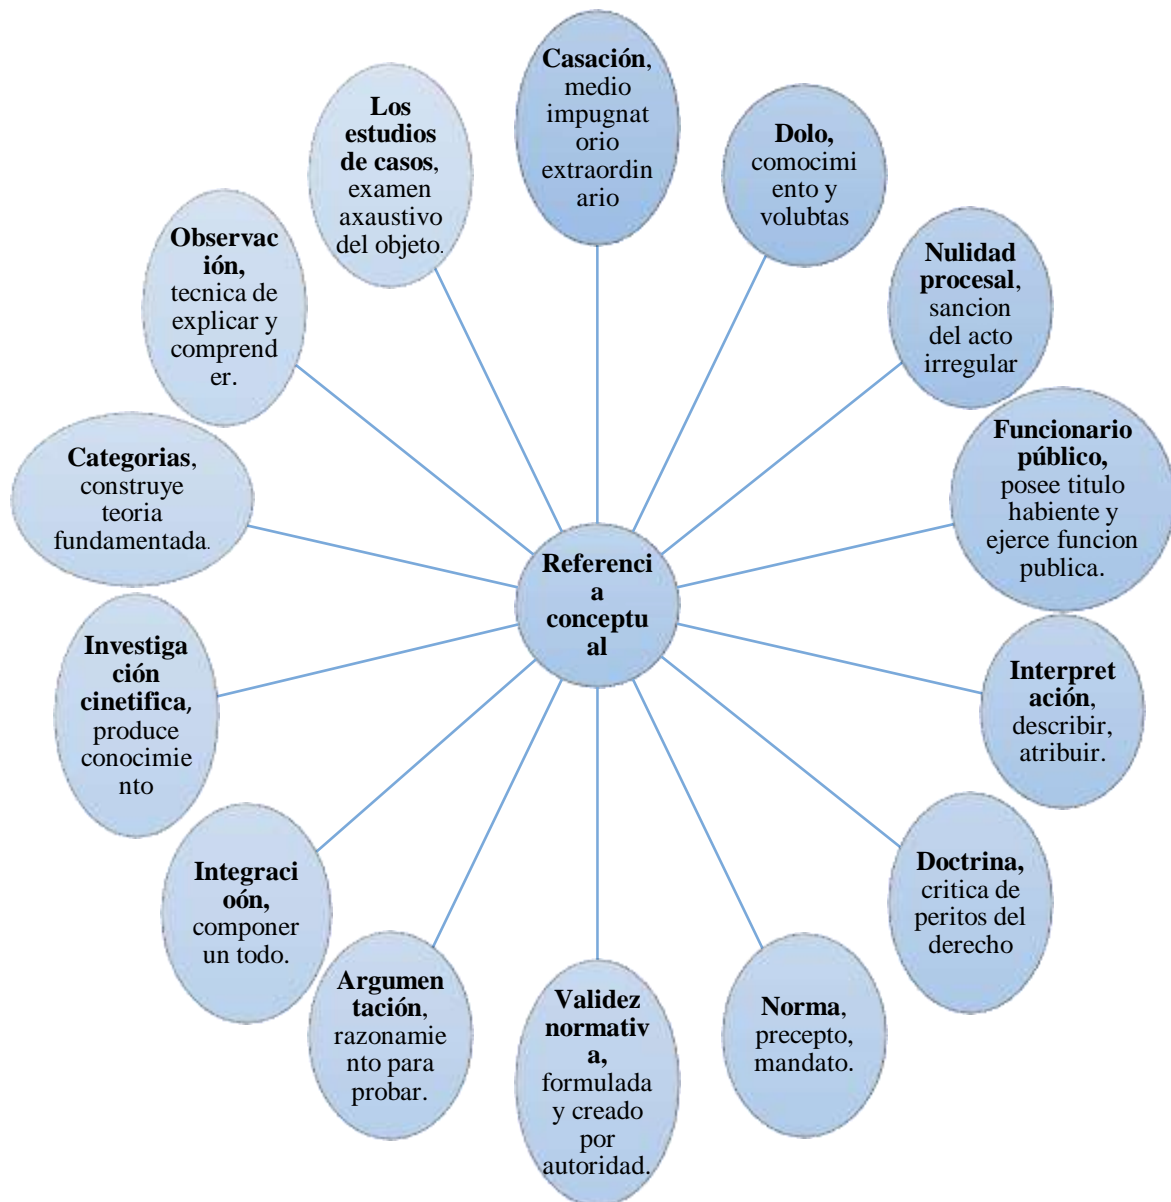 Casación,
medio
impugnat
orio
extraordin
ario
Dolo,
comocimi
ento y
volubtas
Nulidad
procesal,
sancion
del acto
irregular
Funcionario
público,
posee titulo
habiente y
ejerce funcion
publica.
Interpret
ación,
describir,
atribuir.
Doctrina,
critica de
peritos del
derecho
Norma,
precepto,
mandato.
Validez
normativ
a,
formulada
y creado
por
autoridad.
Argumen
tación,
razonamie
nto para
probar.
Integraci
oón,
componer
un todo.
Investiga
ción
cinetifica,
produce
conocimie
nto
Categorias,
construye
teoria
fundamentada.
Observac
ión,
tecnica de
explicar y
comprend
er.
Los
estudios
de casos,
examen
axaustivo
del objeto.
Referenci
a
conceptu
al